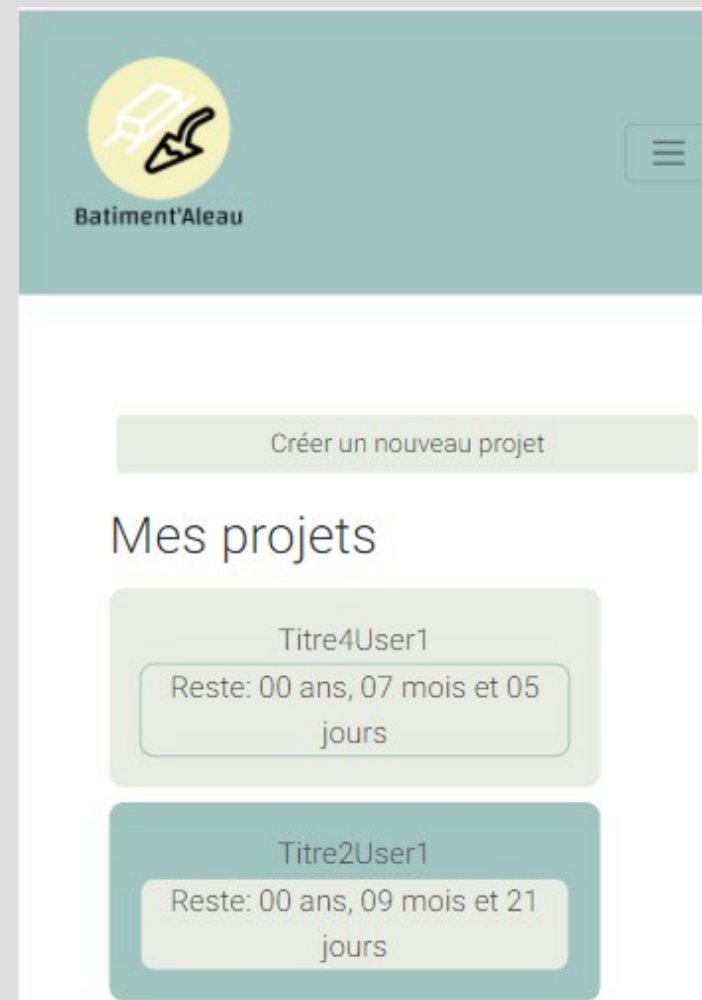 Batiment'Aleau
Créer un nouveau projet
Mes projets
Titre4User1
Reste: 00 ans, 07 mois et 05
jours
Titre2User1
Reste: 00 ans, 09 mois et 21
jours